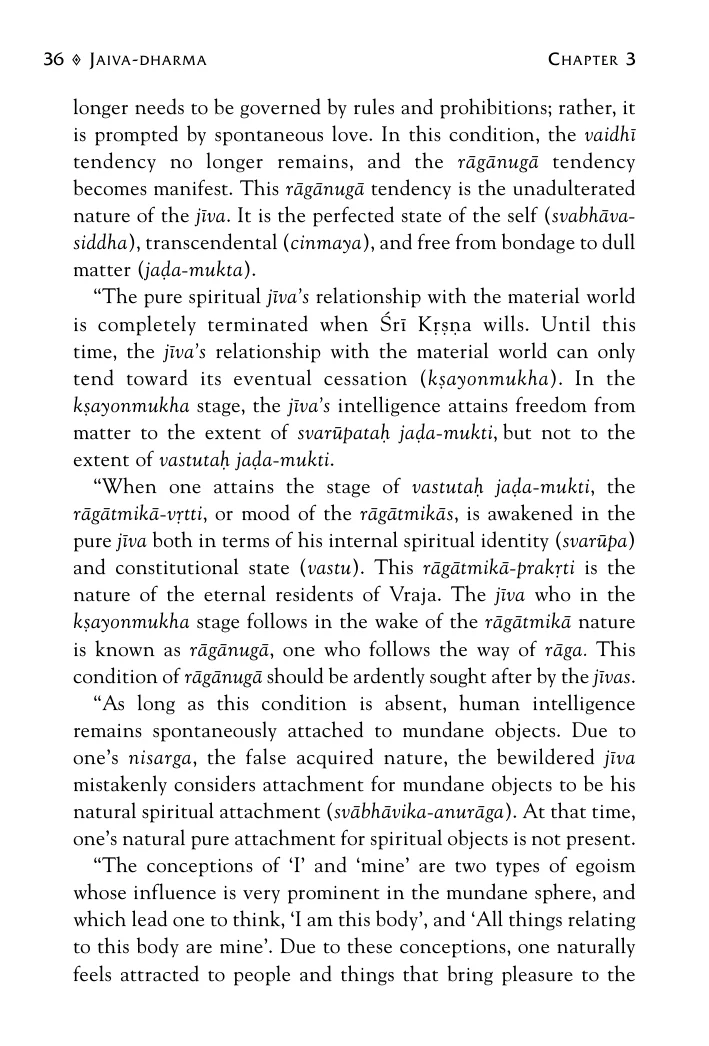 36 ◈ JAIVA-DHARMA CHAPTER 3
longer needs to be governed by rules and prohibitions; rather, it
is prompted by spontaneous love. In this condition, the vaidhī
tendency no longer remains, and the rāgānugā tendency
becomes manifest. This rāgānugā tendency is the unadulterated
nature of the jīva. It is the perfected state of the self (svabhāva-
siddha), transcendental (cinmaya), and free from bondage to dull
matter (jaḍa-mukta).
“The pure spiritual jīva’s relationship with the material world
is completely terminated when Śrī Kṛṣṇa wills. Until this
time, the jīva’s relationship with the material world can only
tend toward its eventual cessation (kṣayonmukha). In the
kṣayonmukha stage, the jīva’s intelligence attains freedom from
matter to the extent of svarūpataḥ jaḍa-mukti, but not to the
extent of vastutaḥ jaḍa-mukti.
“When one attains the stage of vastutaḥ jaḍa-mukti, the
rāgātmikā-vṛtti, or mood of the rāgātmikās, is awakened in the
pure jīva both in terms of his internal spiritual identity (svarūpa)
and constitutional state (vastu). This rāgātmikā-prakṛti is the
nature of the eternal residents of Vraja. The jīva who in the
kṣayonmukha stage follows in the wake of the rāgātmikā nature
is known as rāgānugā, one who follows the way of rāga. This
condition of rāgānugā should be ardently sought after by the jīvas.
“As long as this condition is absent, human intelligence
remains spontaneously attached to mundane objects. Due to
one’s nisarga, the false acquired nature, the bewildered jīva
mistakenly considers attachment for mundane objects to be his
natural spiritual attachment (svābhāvika-anurāga). At that time,
one’s natural pure attachment for spiritual objects is not present.
“The conceptions of ‘I’ and ‘mine’ are two types of egoism
whose influence is very prominent in the mundane sphere, and
which lead one to think, ‘I am this body’, and ‘All things relating
to this body are mine’. Due to these conceptions, one naturally
feels attracted to people and things that bring pleasure to the